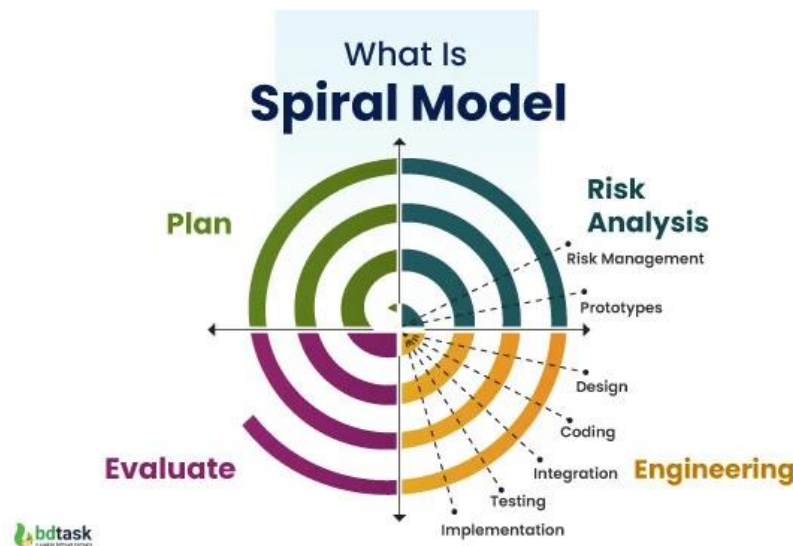 What Is
Spiral Model
Plan
Risk
Analysis
Risk Management
Prototypes
Design
Coding
Integration
Testing
Implementation
Engineering
Evaluate
bdtask